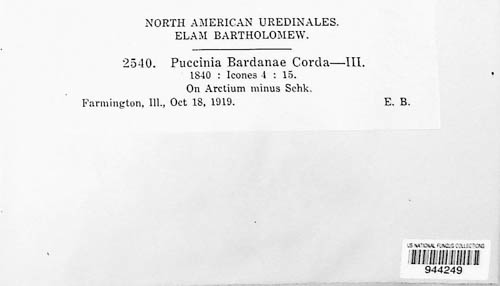 NORTH AMERICAN UREDINALES.
ELAM BARTHOLOMEW.
2540. Puccinia Bardanae Corda—III.
1840 : Icones 4 : 15.
On Arctium minus Schk.
Farmington, Ill., Oct 18, 1919. E. B.
US NATIONAL FUNGUS COLLECTIONS
944249